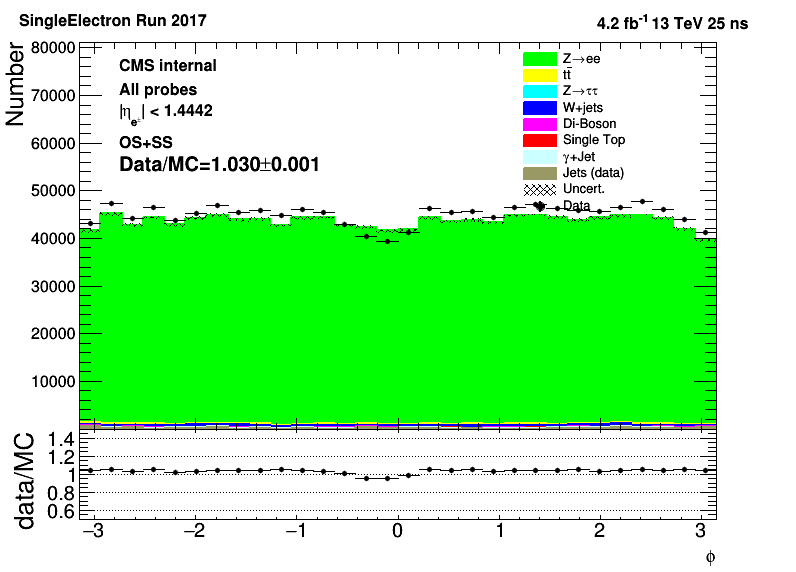 SingleElectron Run 2017
4.2 fb⁻¹ 13 TeV 25 ns
Number
80000
70000
60000
50000
40000
30000
20000
10000
CMS internal
All probes
|η_e±| < 1.4442
OS+SS
Data/MC=1.030±0.001
Z→ee
tt̄
Z→ττ
W+jets
Di-Boson
Single Top
γ+Jet
Jets (data)
Uncert.
Data
data/MC
1.4
1.2
1
0.8
0.6
−3 −2 −1 0 1 2 3
ϕ